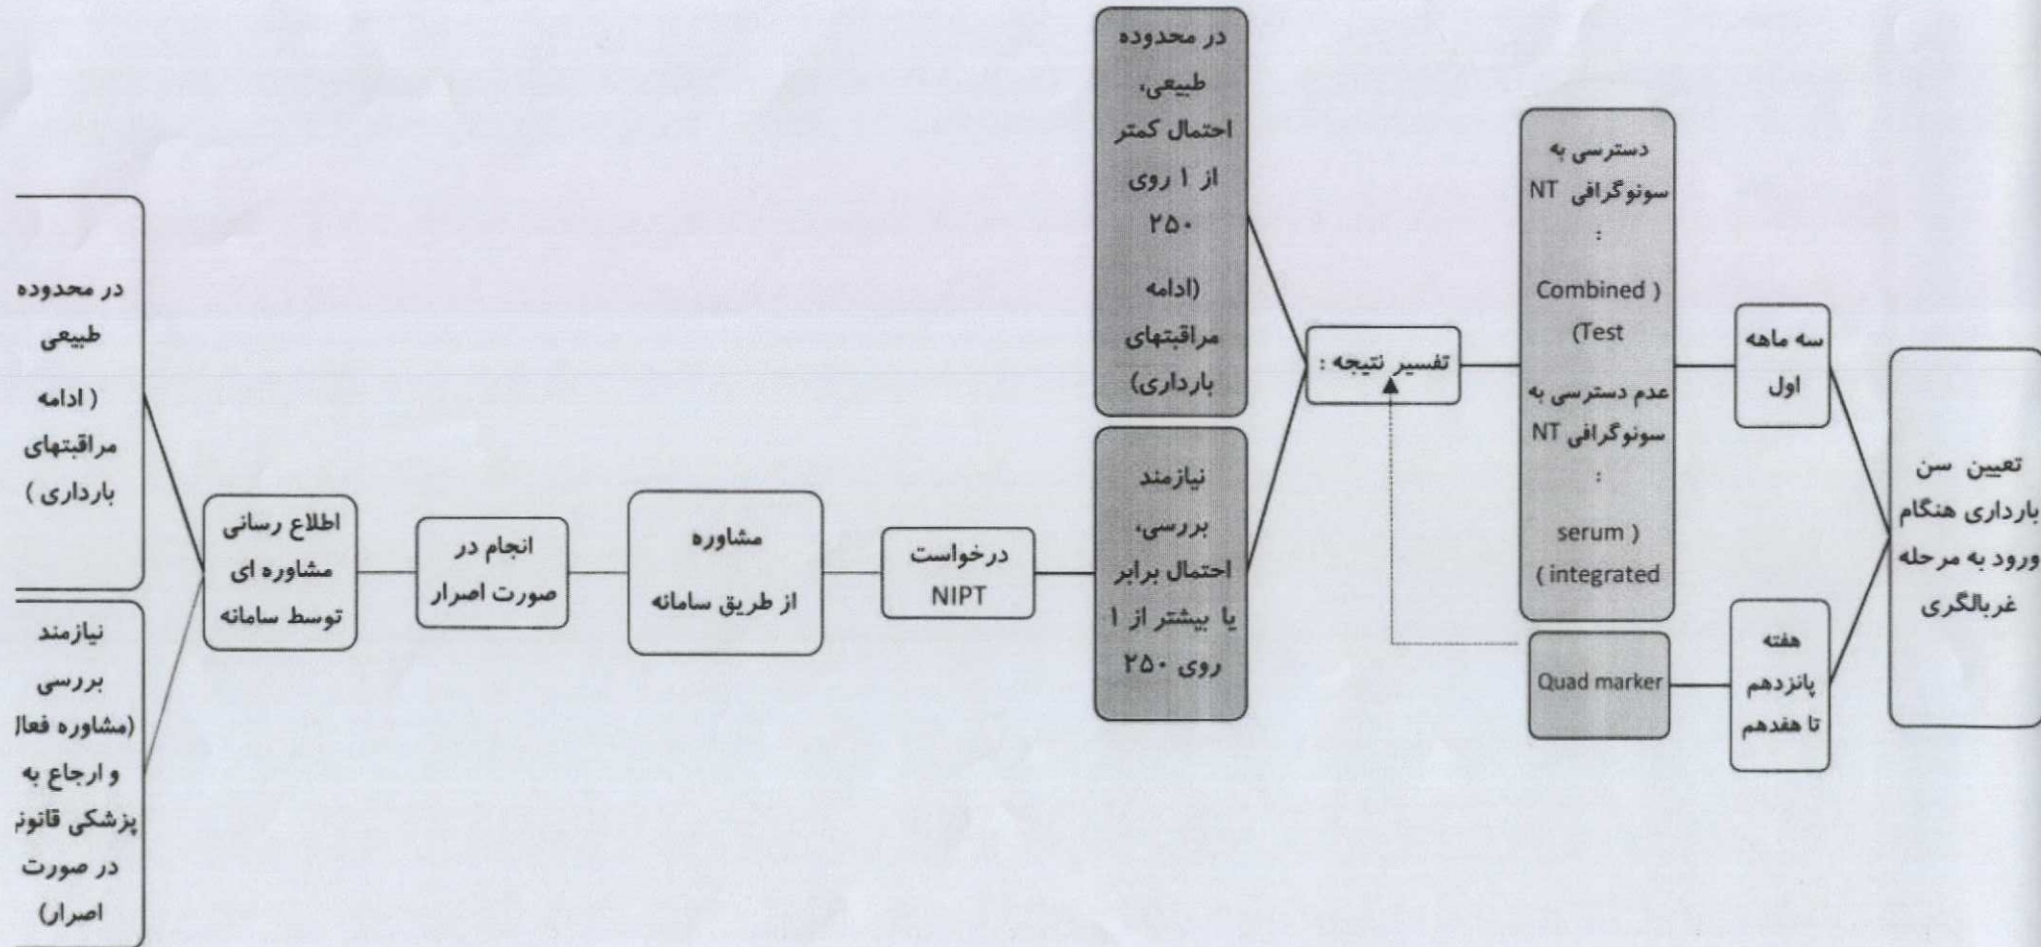 تعیین سن
بارداری هنگام
ورود به مرحله
غربالگری
سه ماهه
اول
هفته
پانزدهم
تا هفدهم
دسترسی به
سونوگرافی NT
:
Combined )
(Test
عدم دسترسی به
سونوگرافی NT
:
serum )
( integrated
Quad marker
تفسیر نتیجه :
در محدوده
طبیعی،
احتمال کمتر
از ۱ روی
۲۵۰
(ادامه
مراقبتهای
بارداری)
نیازمند
بررسی،
احتمال برابر
یا بیشتر از ۱
روی ۲۵۰
درخواست
NIPT
مشاوره
از طریق سامانه
انجام در
صورت اصرار
اطلاع رسانی
مشاوره ای
توسط سامانه
در محدوده
طبیعی
( ادامه
مراقبتهای
بارداری )
نیازمند
بررسی
(مشاوره فعال
و ارجاع به
پزشکی قانونی
در صورت
اصرار)